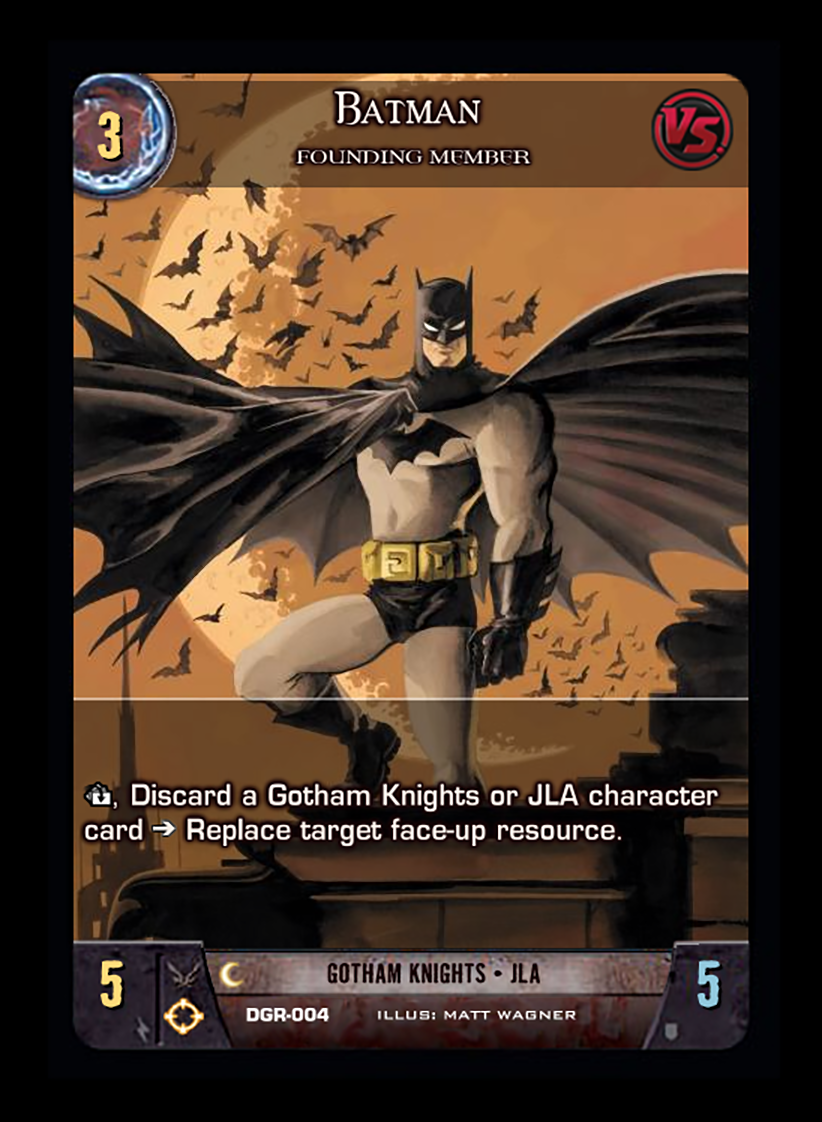 3
BATMAN
VS.
FOUNDING MEMBER
, Discard a Gotham Knights or JLA character
card → Replace target face-up resource.
5
GOTHAM KNIGHTS • JLA
5
DGR-004 ILLUS: MATT WAGNER